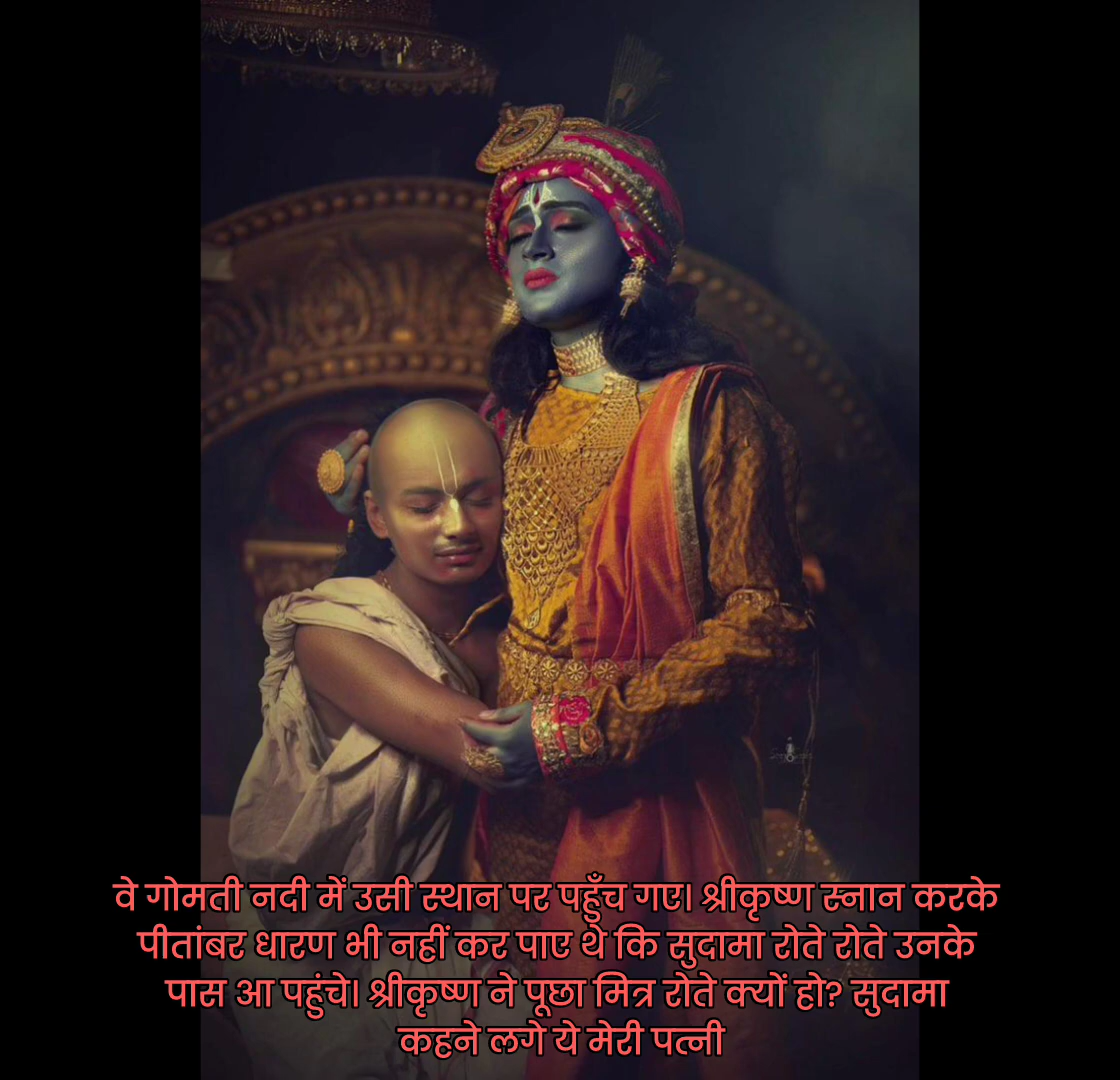 वे गोमती नदी में उसी स्थान पर पहुँच गए। श्रीकृष्ण स्नान करके
पीतांबर धारण भी नहीं कर पाए थे कि सुदामा रोते रोते उनके
पास आ पहुंचे। श्रीकृष्ण ने पूछा मित्र रोते क्यों हो? सुदामा
कहने लगे ये मेरी पत्नी